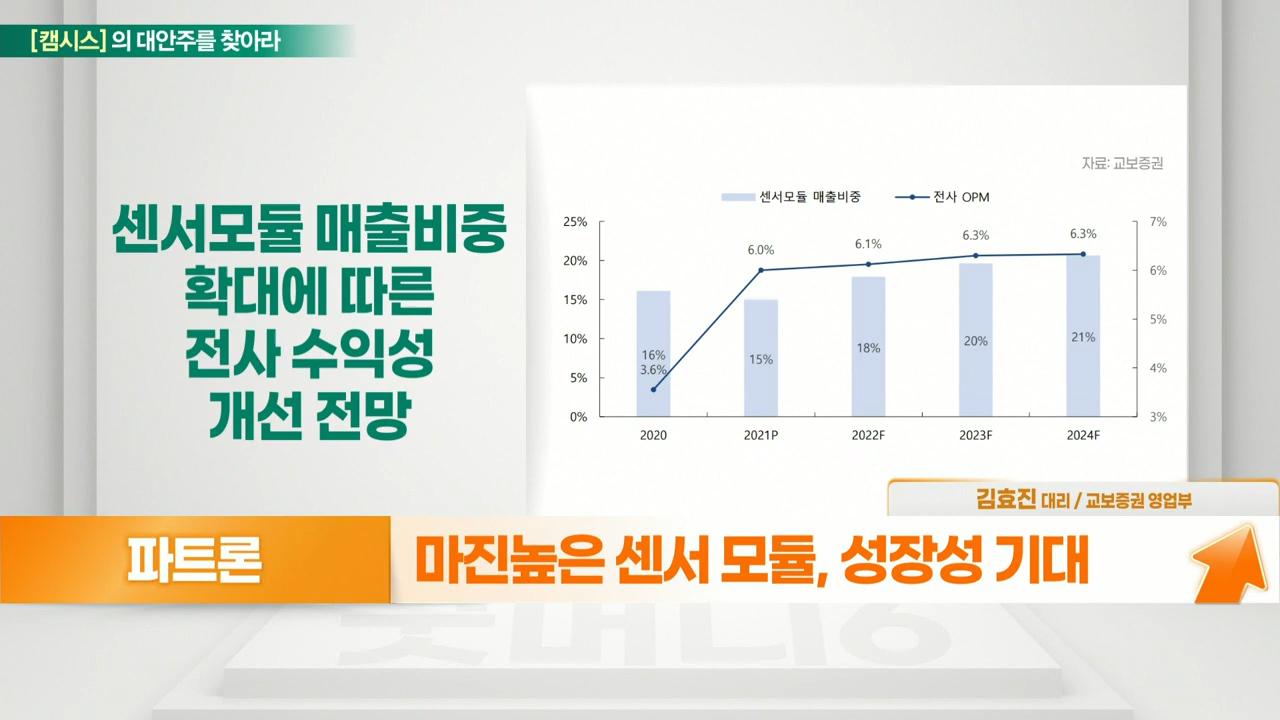 [캠시스]의 대안주를 찾아라
센서모듈 매출비중
확대에 따른
전사 수익성
개선 전망
자료: 교보증권
센서모듈 매출비중 전사 OPM
25% 7%
20% 6%
15% 5%
10% 4%
5% 3%
0%
3.6% 6.0% 6.1% 6.3% 6.3%
16% 15% 18% 20% 21%
2020 2021P 2022F 2023F 2024F
김효진 대리 / 교보증권 영업부
파트론
마진높은 센서 모듈, 성장성 기대
굿머니6